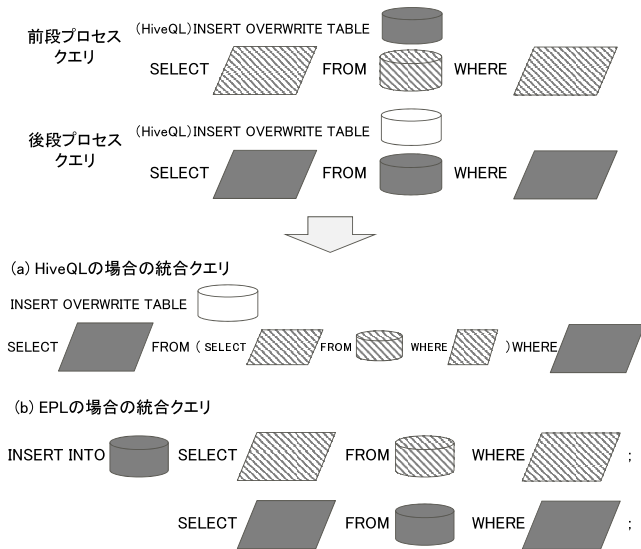 前段プロセス
クエリ
(HiveQL)INSERT OVERWRITE TABLE
SELECT FROM WHERE
後段プロセス
クエリ
(HiveQL)INSERT OVERWRITE TABLE
SELECT FROM WHERE
(a) HiveQLの場合の統合クエリ
INSERT OVERWRITE TABLE
SELECT FROM ( SELECT FROM WHERE ) WHERE
(b) EPLの場合の統合クエリ
INSERT INTO SELECT FROM WHERE ;
SELECT FROM WHERE ;